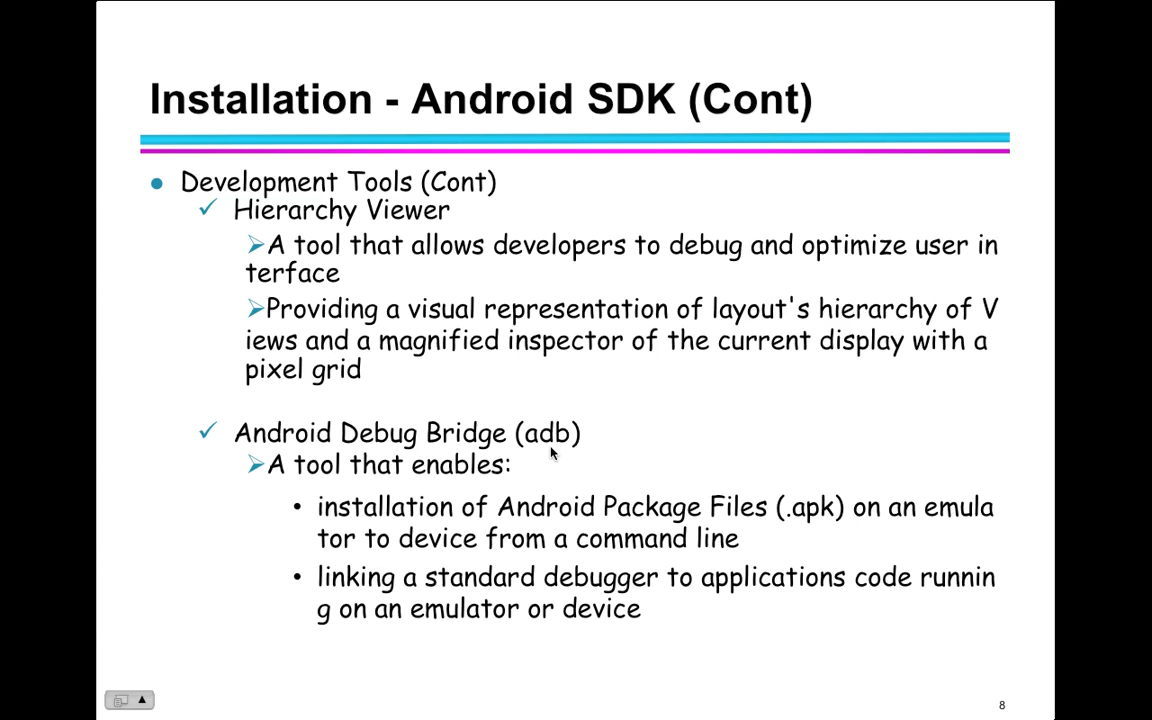 Installation - Android SDK (Cont)
Development Tools (Cont)
Hierarchy Viewer
A tool that allows developers to debug and optimize user in
terface
Providing a visual representation of layout's hierarchy of V
iews and a magnified inspector of the current display with a
pixel grid
Android Debug Bridge (adb)
A tool that enables:
• installation of Android Package Files (.apk) on an emula
tor to device from a command line
• linking a standard debugger to applications code runnin
g on an emulator or device
8